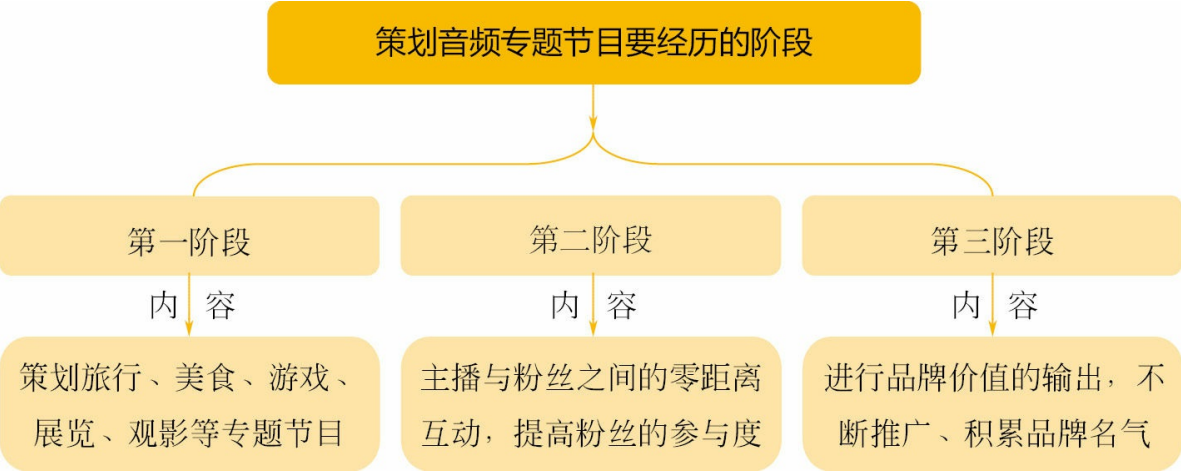 策划音频专题节目要经历的阶段
第一阶段
第二阶段
第三阶段
内 容
内 容
内 容
策划旅行、美食、游戏、
展览、观影等专题节目
主播与粉丝之间的零距离
互动，提高粉丝的参与度
进行品牌价值的输出，不
断推广、积累品牌名气